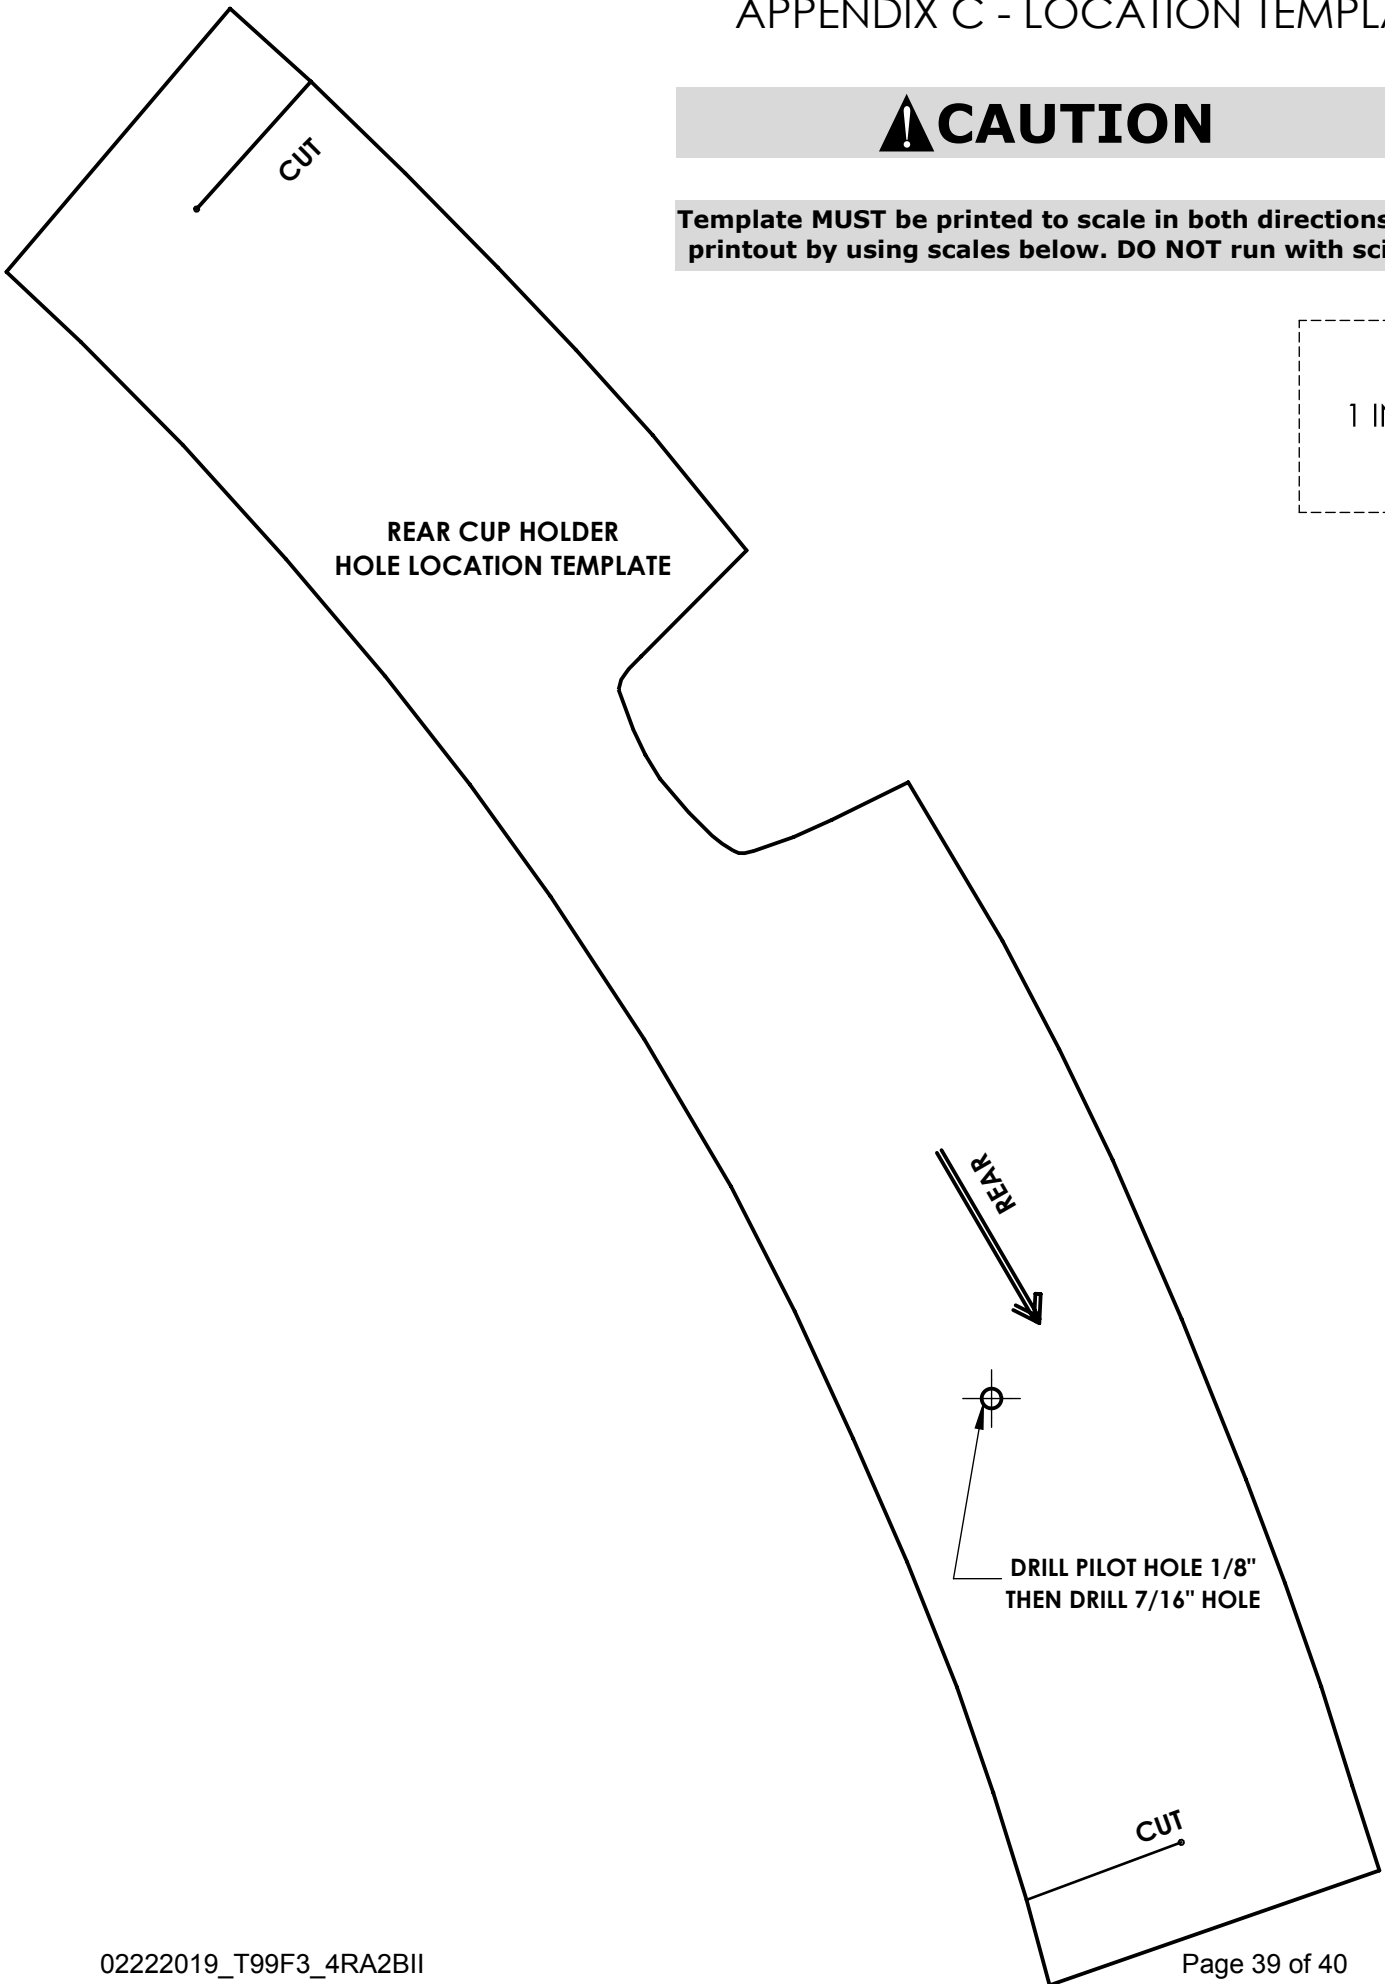 APPENDIX C - LOCATION
CAUTION
Template MUST be printed to scale in both directions
printout by using scales below. DO NOT run with
1
CUT
REAR CUP HOLDER
HOLE LOCATION TEMPLATE
REAR
DRILL PILOT HOLE 1/8"
THEN DRILL 7/16" HOLE
CUT
02222019_T99F3_4RA2BII
Page 39 of 40